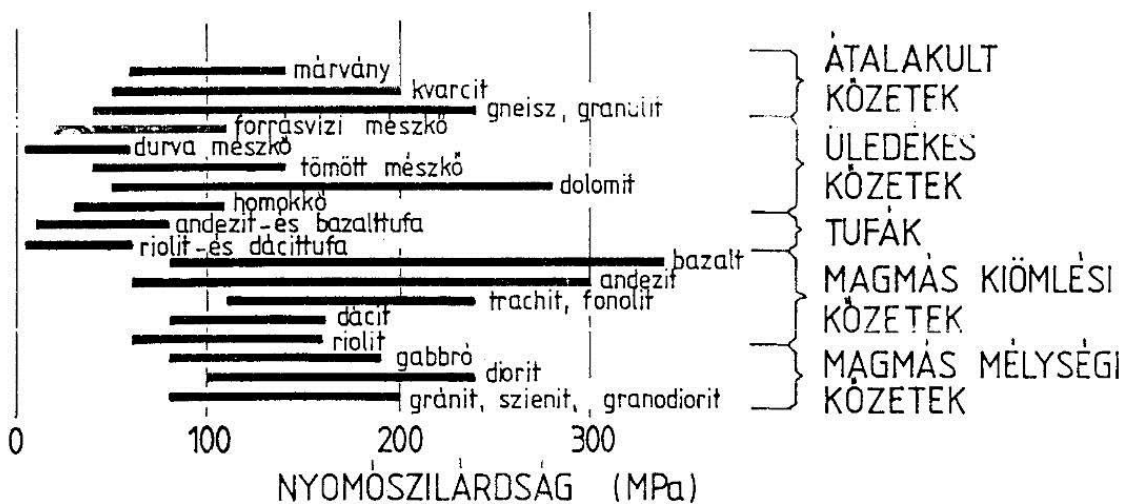 márvány
kvarcit
gneisz, granulit
forrásvízi mészkő
durva mészkő
tömött mészkő
dolomit
homokkő
andezit-és bazalttufa
riolit-és dácittufa
bazalt
andezit
trachit, fonolit
dácit
riolit
gabbró
diorit
gránit, szienit, granodiorit
ÁTALAKULT
KŐZETEK
ÜLEDÉKES
KŐZETEK
TUFÁK
MAGMÁS KIÖMLÉSI
KŐZETEK
MAGMÁS MÉLYSÉGI
KŐZETEK
0 100 200 300
NYOMÓSZILÁRDSÁG (MPa)